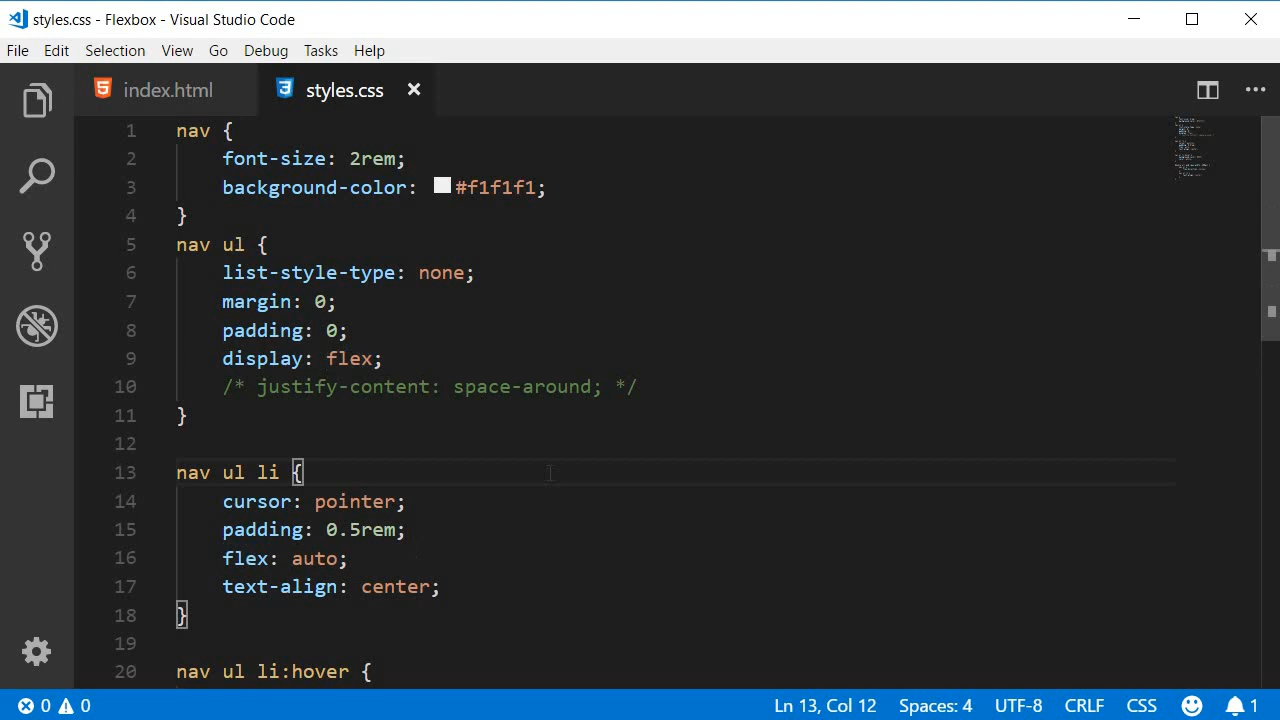 styles.css - Flexbox - Visual Studio Code
File Edit Selection View Go Debug Tasks Help
index.html styles.css
1 nav {
2 font-size: 2rem;
3 background-color: #f1f1f1;
4 }
5 nav ul {
6 list-style-type: none;
7 margin: 0;
8 padding: 0;
9 display: flex;
10 /* justify-content: space-around; */
11 }
12
13 nav ul li {
14 cursor: pointer;
15 padding: 0.5rem;
16 flex: auto;
17 text-align: center;
18 }
19
20 nav ul li:hover {
0 0 Ln 13, Col 12 Spaces: 4 UTF-8 CRLF CSS 1